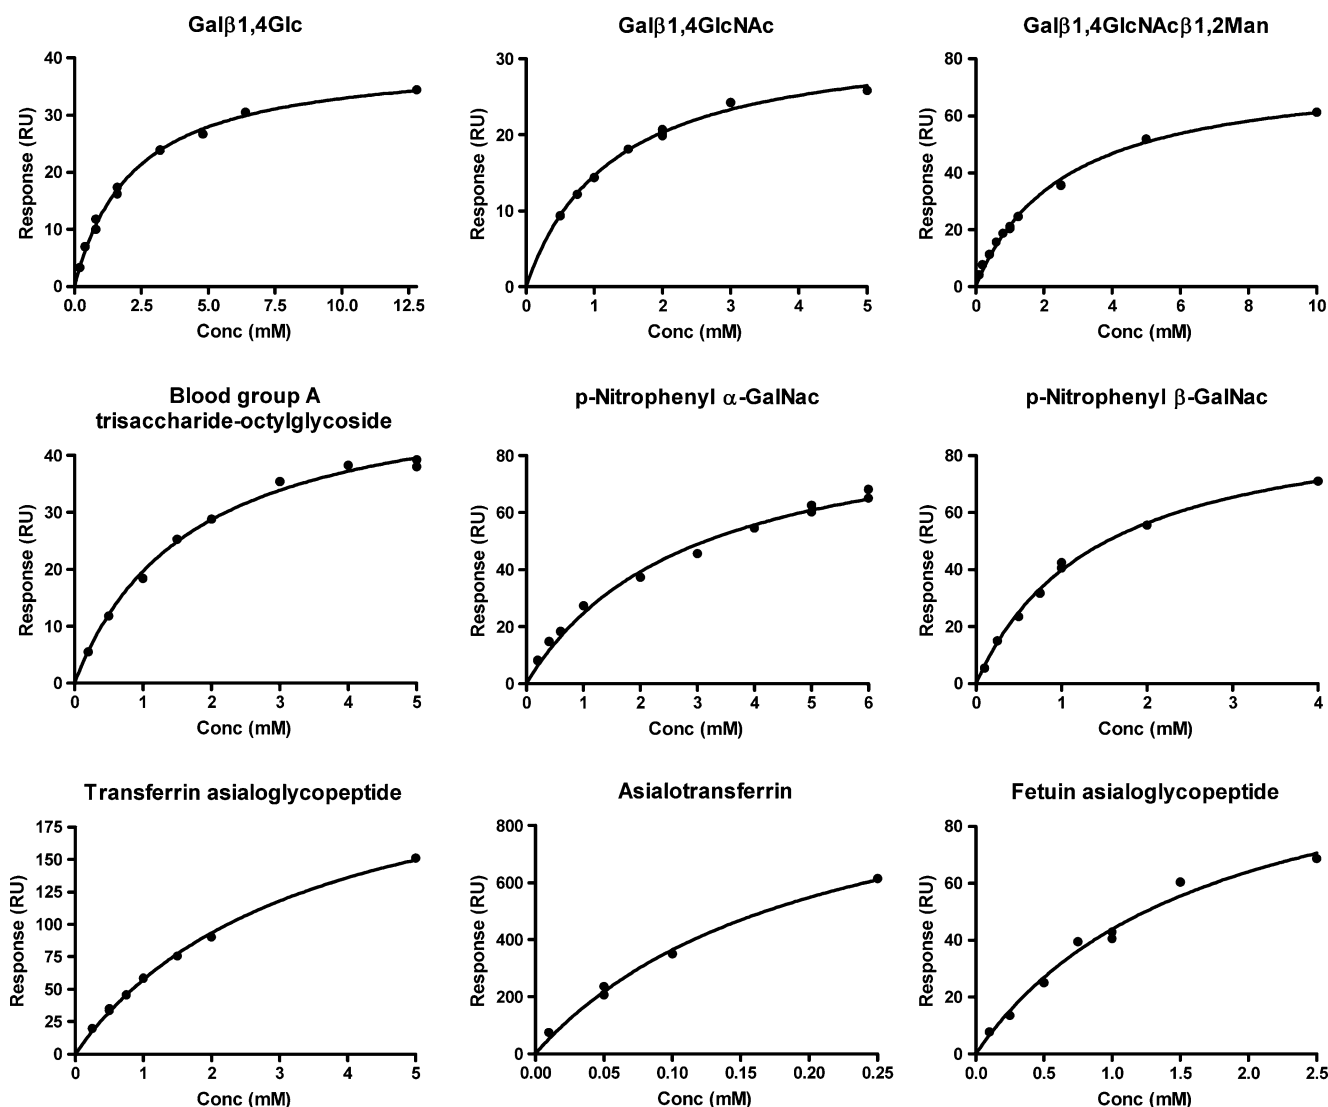 Galβ1,4Glc
40
30
20
10
0
Response (RU)
0.0 2.5 5.0 7.5 10.0 12.5
Conc (mM)
Galβ1,4GlcNAc
30
20
10
0
Response (RU)
0 1 2 3 4 5
Conc (mM)
Galβ1,4GlcNAcβ1,2Man
80
60
40
20
0
Response (RU)
0 2 4 6 8 10
Conc (mM)
Blood group A
trisaccharide-octylglycoside
40
30
20
10
0
Response (RU)
0 1 2 3 4 5
Conc (mM)
p-Nitrophenyl α-GalNac
80
60
40
20
0
Response (RU)
0 1 2 3 4 5 6
Conc (mM)
p-Nitrophenyl β-GalNac
80
60
40
20
0
Response (RU)
0 1 2 3 4
Conc (mM)
Transferrin asialoglycopeptide
175
150
125
100
75
50
25
0
Response (RU)
0 1 2 3 4 5
Conc (mM)
Asialotransferrin
800
600
400
200
0
Response (RU)
0.00 0.05 0.10 0.15 0.20 0.25
Conc (mM)
Fetuin asialoglycopeptide
80
60
40
20
0
Response (RU)
0.0 0.5 1.0 1.5 2.0 2.5
Conc (mM)